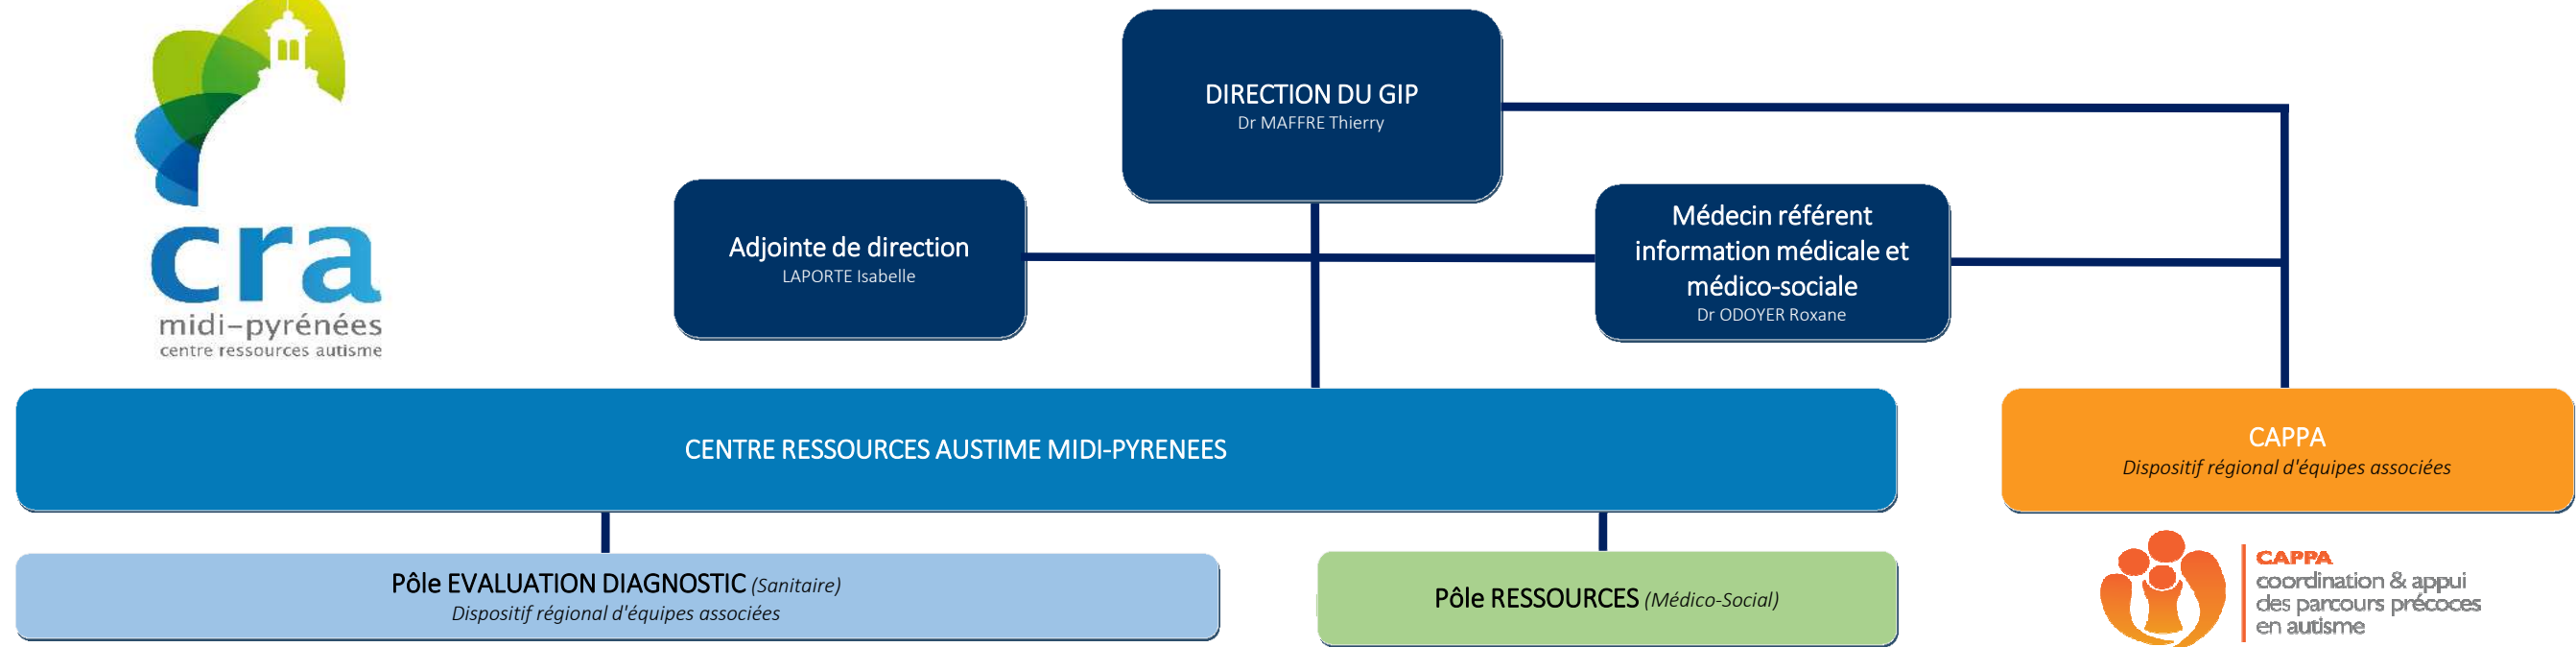 cra
midi-pyrénées
centre ressources autisme
DIRECTION DU GIP
Dr MAFFRE Thierry
Adjointe de direction
LAPORTE Isabelle
Médecin référent
information médicale et
médico-sociale
Dr ODOYER Roxane
CENTRE RESSOURCES AUSTIME MIDI-PYRENEES
CAPPA
Dispositif régional d'équipes associées
Pôle EVALUATION DIAGNOSTIC (Sanitaire)
Dispositif régional d'équipes associées
Pôle RESSOURCES (Médico-Social)
CAPPA
coordination & appui
des parcours précoces
en autisme